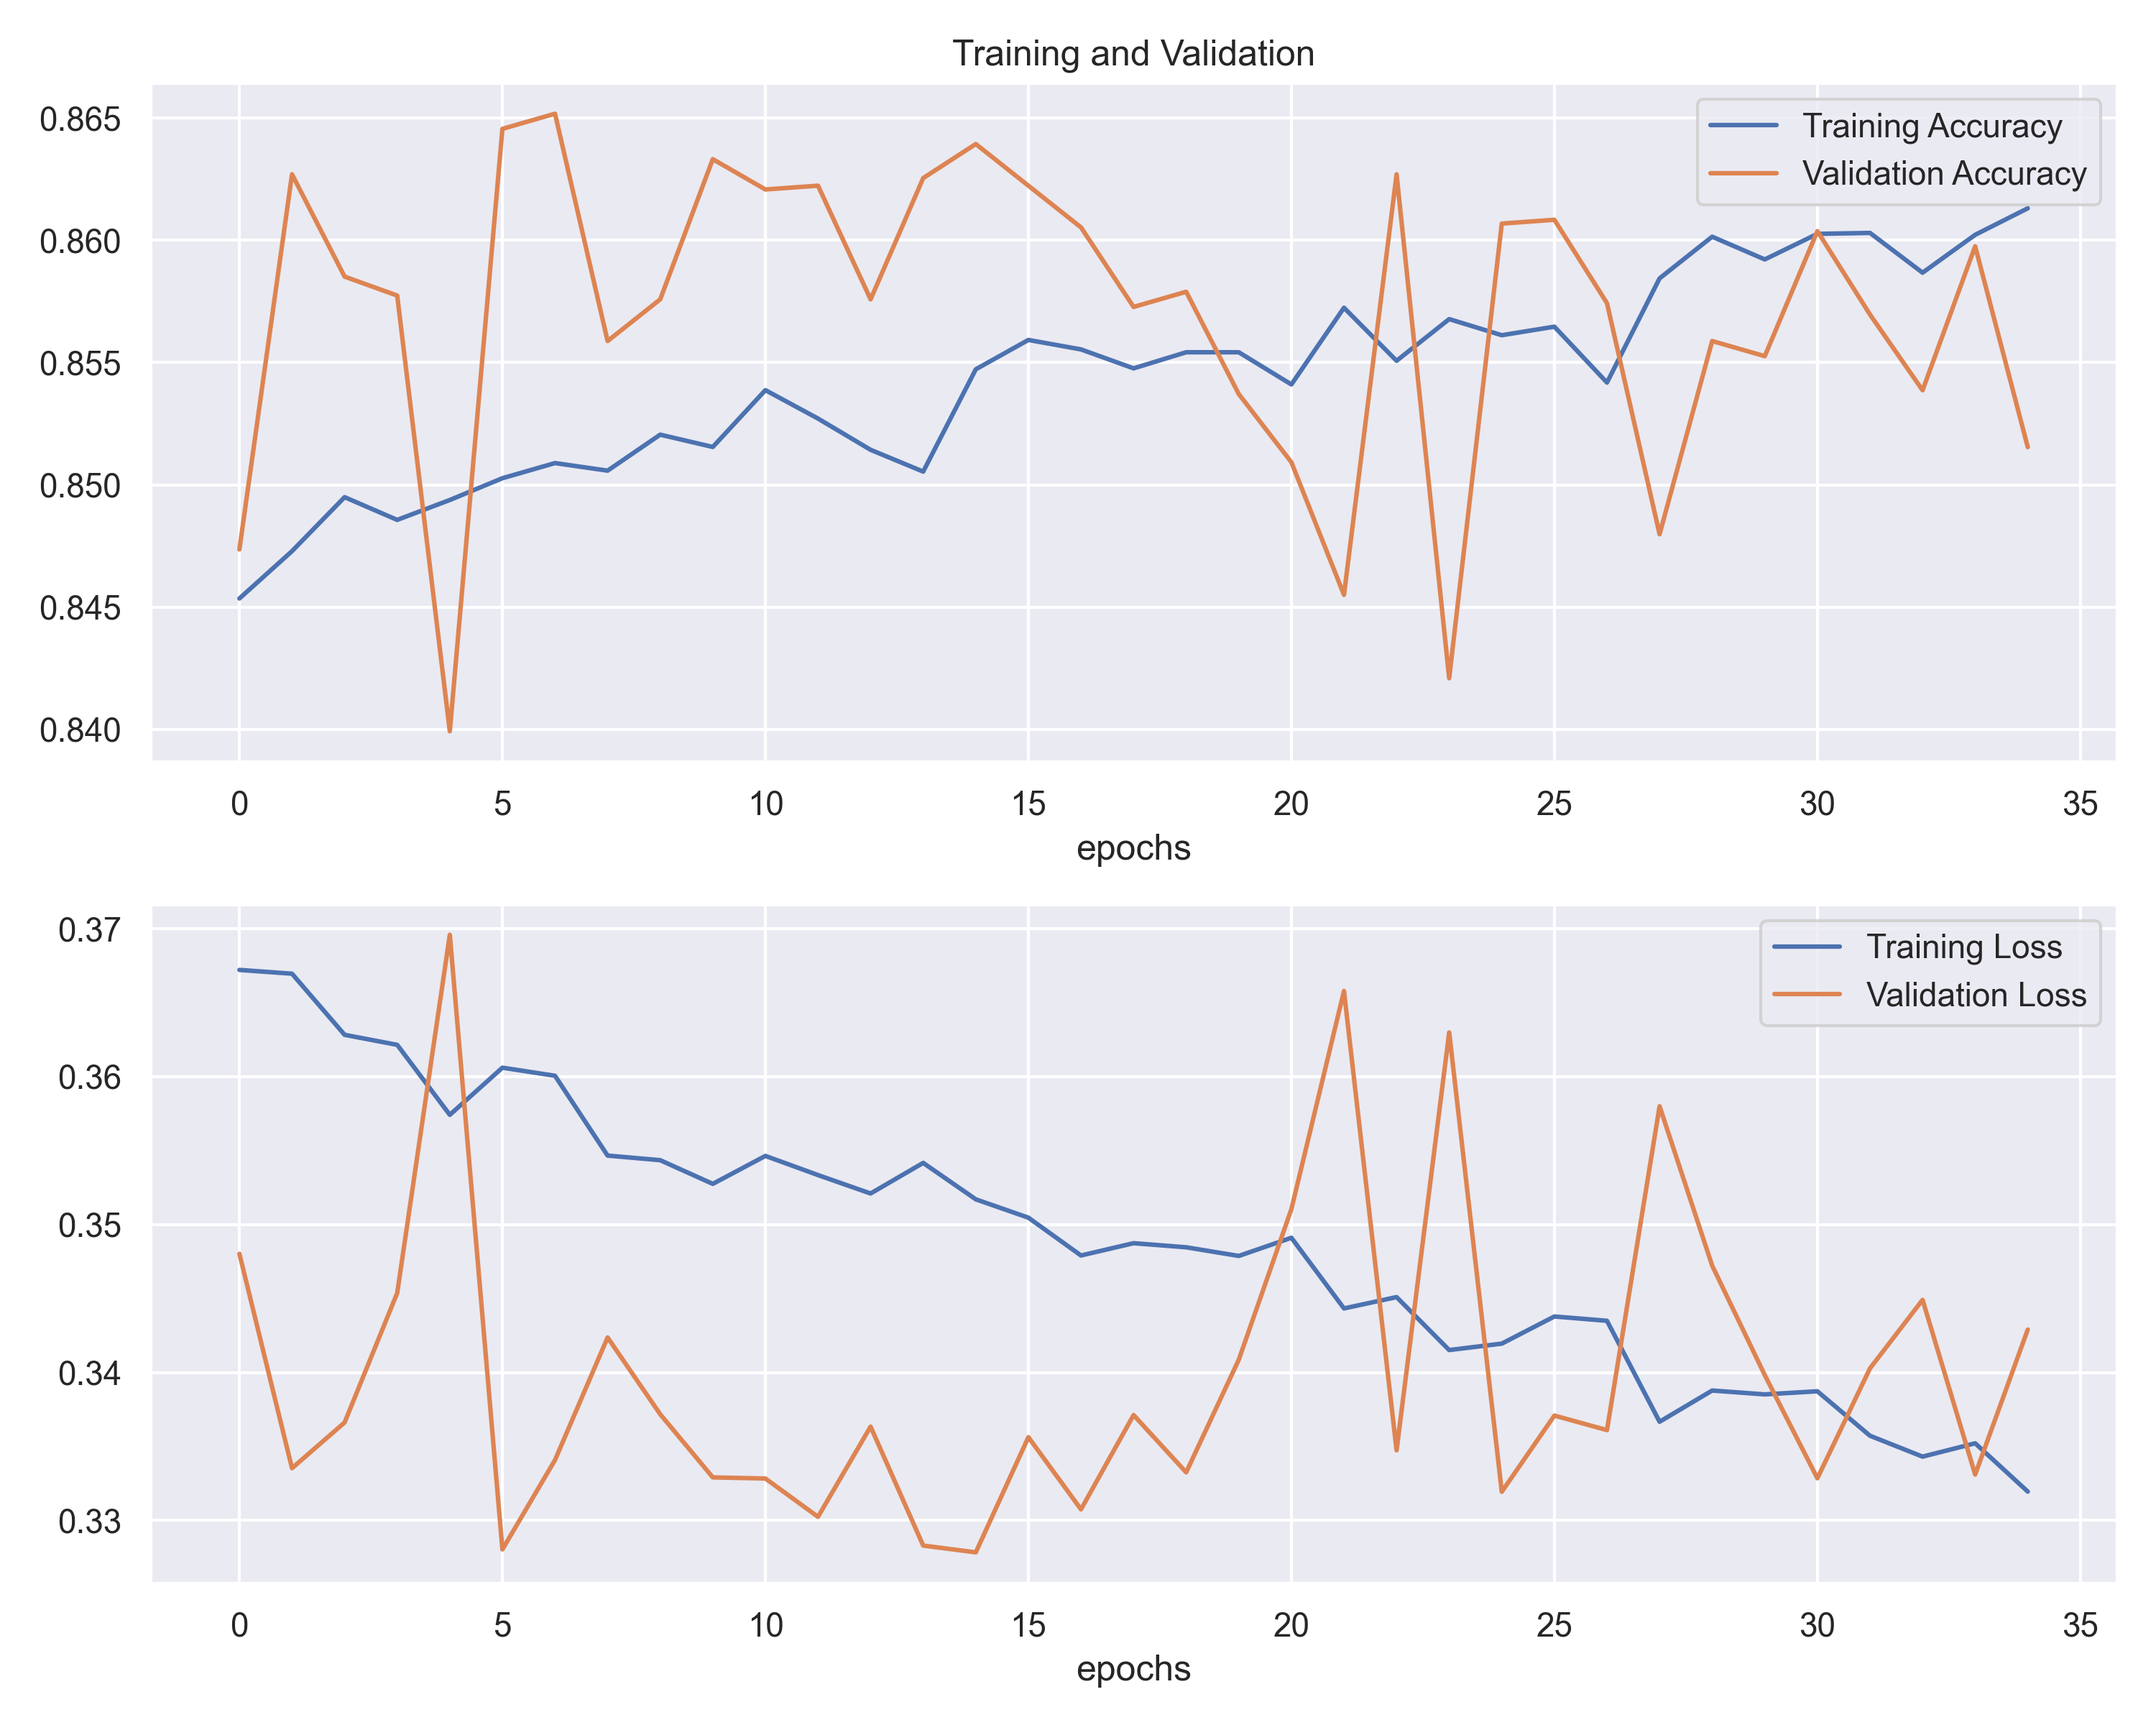 Training and Validation
0.865
0.860
0.855
0.850
0.845
0.840
Training Accuracy
Validation Accuracy
0 5 10 15 20 25 30 35
epochs
0.37
0.36
0.35
0.34
0.33
Training Loss
Validation Loss
0 5 10 15 20 25 30 35
epochs